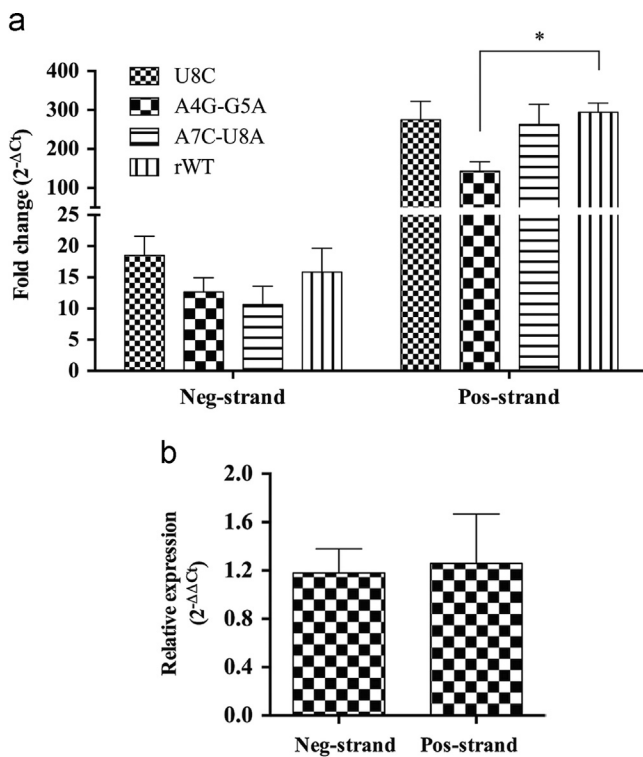 a
*
Fold change (2-ΔCt)
400
300
200
100
25
20
15
10
5
0
U8C
A4G-G5A
A7C-U8A
rWT
Neg-strand Pos-strand
b
Relative expression
(2-ΔΔCt)
2.0
1.6
1.2
0.8
0.4
0.0
Neg-strand Pos-strand